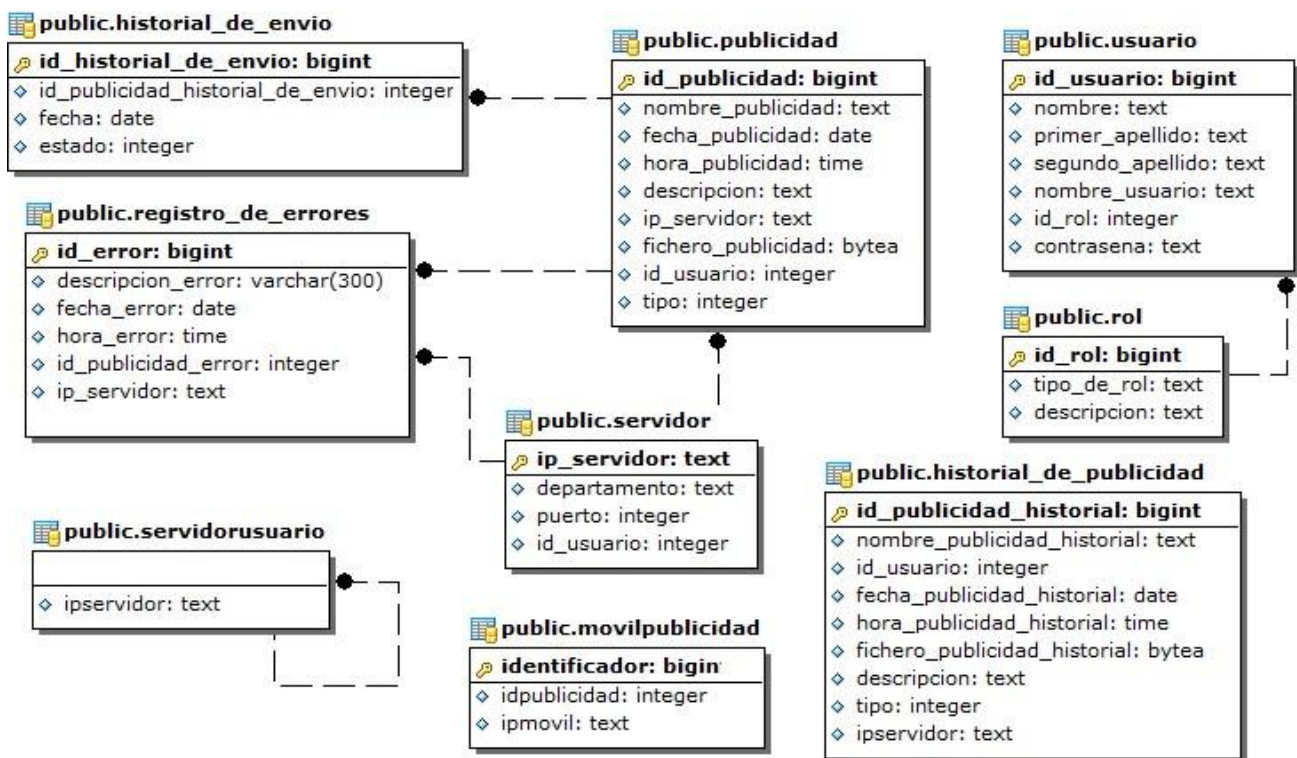 public.historial_de_envio
id_historial_de_envio: bigint
id_publicidad_historial_de_envio: integer
fecha: date
estado: integer
public.registro_de_errores
id_error: bigint
descripcion_error: varchar(300)
fecha_error: date
hora_error: time
id_publicidad_error: integer
ip_servidor: text
public.publicidad
id_publicidad: bigint
nombre_publicidad: text
fecha_publicidad: date
hora_publicidad: time
descripcion: text
ip_servidor: text
fichero_publicidad: bytea
id_usuario: integer
tipo: integer
public.usuario
id_usuario: bigint
nombre: text
primer_apellido: text
segundo_apellido: text
nombre_usuario: text
id_rol: integer
contrasena: text
public.rol
id_rol: bigint
tipo_de_rol: text
descripcion: text
public.servidor
ip_servidor: text
departamento: text
puerto: integer
id_usuario: integer
public.servidorusuario
ipservidor: text
public.movilpublicidad
identificador: bigin
idpublicidad: integer
ipmovil: text
public.historial_de_publicidad
id_publicidad_historial: bigint
nombre_publicidad_historial: text
id_usuario: integer
fecha_publicidad_historial: date
hora_publicidad_historial: time
fichero_publicidad_historial: bytea
descripcion: text
tipo: integer
ipservidor: text